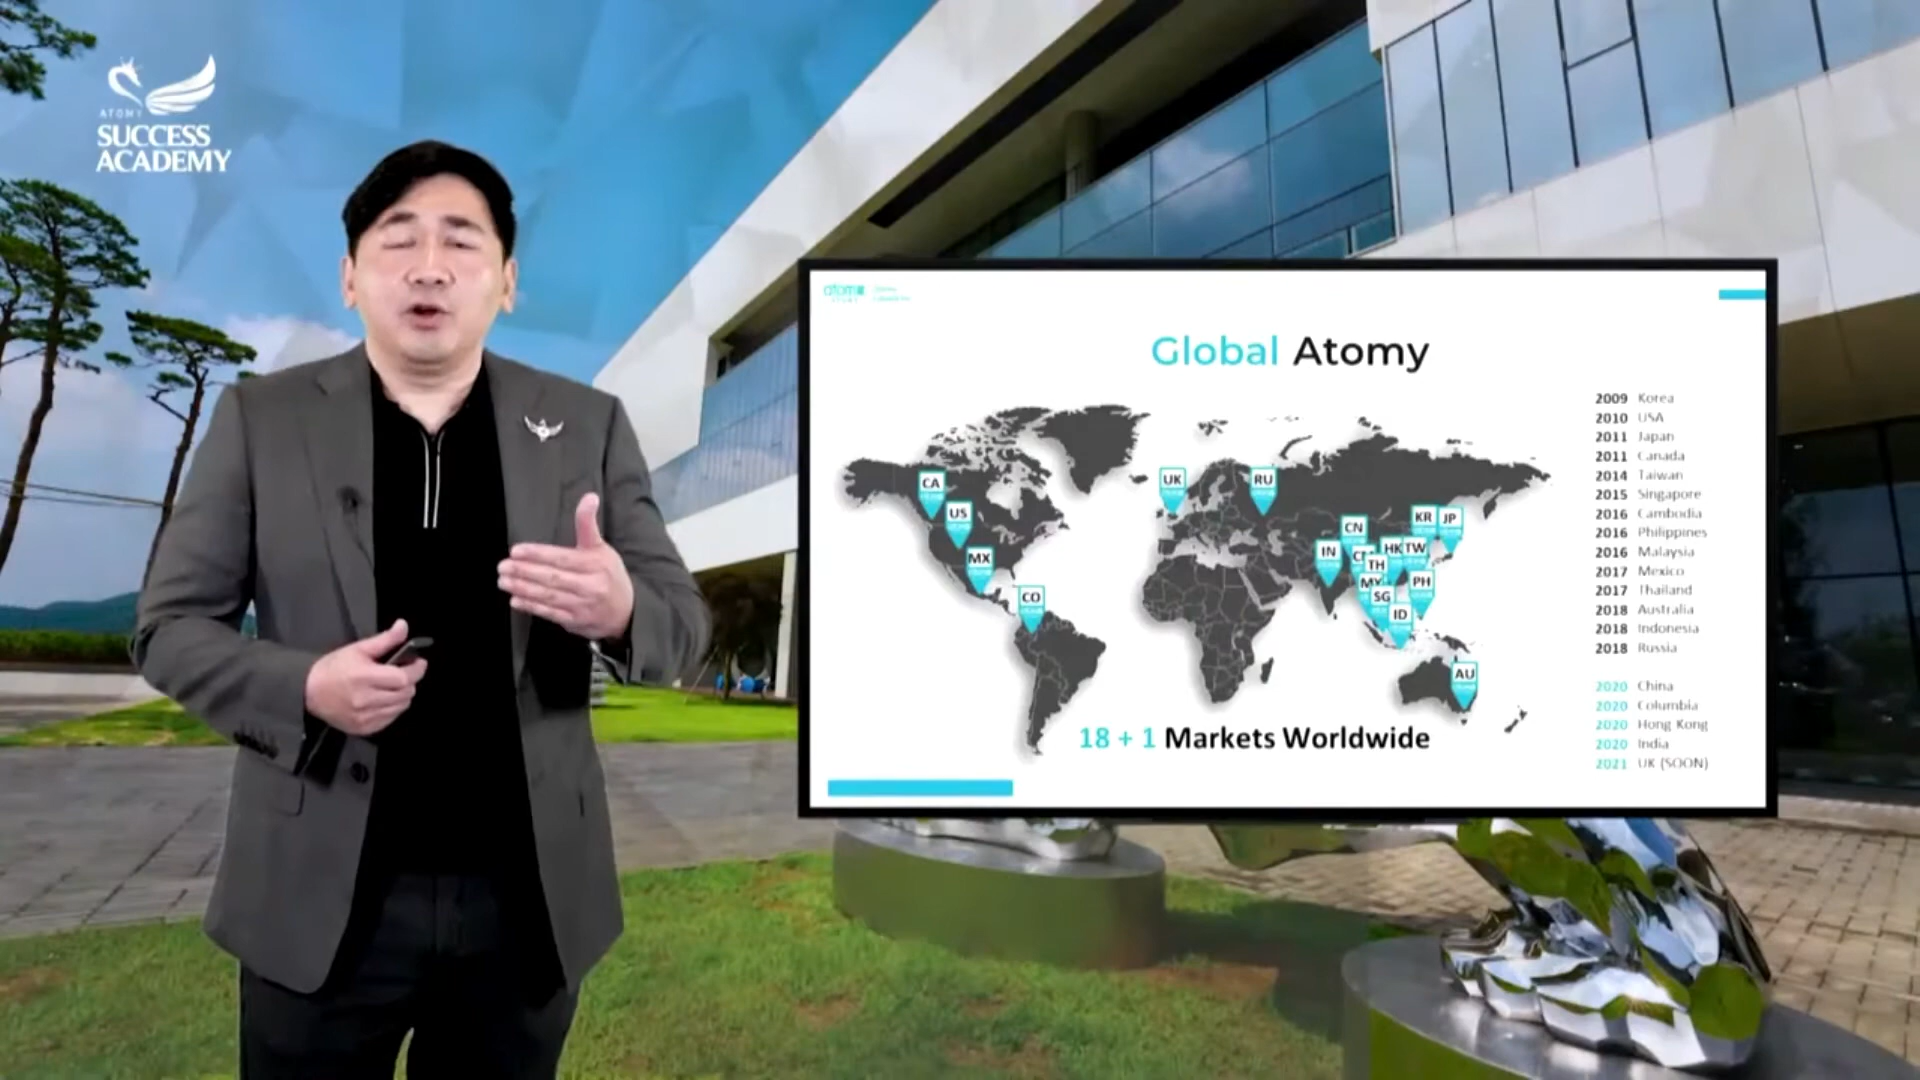 ATOMY
SUCCESS
ACADEMY
atomy
Global Atomy
2009 Korea
2010 USA
2011 Japan
2011 Canada
2014 Taiwan
2015 Singapore
2016 Cambodia
2016 Philippines
2016 Malaysia
2017 Mexico
2017 Thailand
2018 Australia
2018 Indonesia
2018 Russia
2020 China
2020 Columbia
2020 Hong Kong
2020 India
2021 UK (SOON)
CA
US
MX
CO
UK
RU
CN
KR
JP
IN
HK
TW
TH
MY
PH
SG
ID
AU
18 + 1 Markets Worldwide